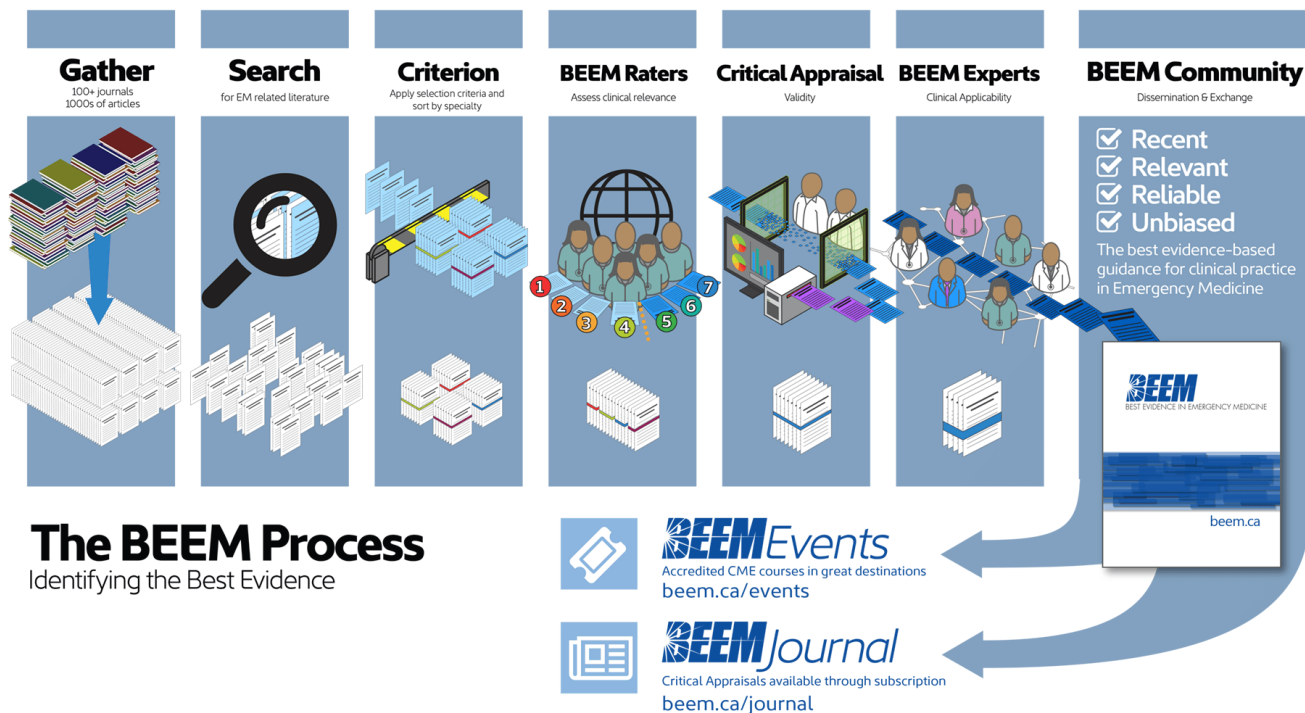 Gather
100+ journals
1000s of articles
Search
for EM related literature
Criterion
Apply selection criteria and
sort by specialty
BEEM Raters
Assess clinical relevance
Critical Appraisal
Validity
BEEM Experts
Clinical Applicability
BEEM Community
Dissemination & Exchange
Recent
Relevant
Reliable
Unbiased
The best evidence-based
guidance for clinical practice
in Emergency Medicine
1
2
3
4
5
6
7
BEEM
BEST EVIDENCE IN EMERGENCY MEDICINE
beem.ca
The BEEM Process
Identifying the Best Evidence
BEEM Events
Accredited CME courses in great destinations
beem.ca/events
BEEM Journal
Critical Appraisals available through subscription
beem.ca/journal